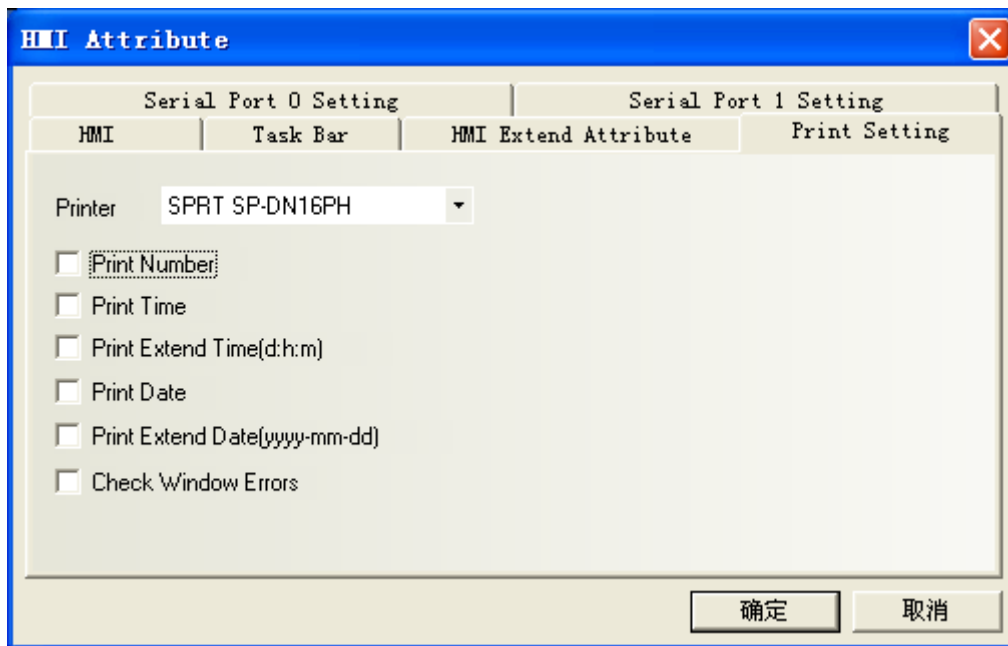 HMI Attribute
Serial Port 0 Setting
Serial Port 1 Setting
HMI
Task Bar
HMI Extend Attribute
Print Setting
Printer
SPRT SP-DN16PH
Print Number
Print Time
Print Extend Time(d:h:m)
Print Date
Print Extend Date(yyyy-mm-dd)
Check Window Errors
确定
取消